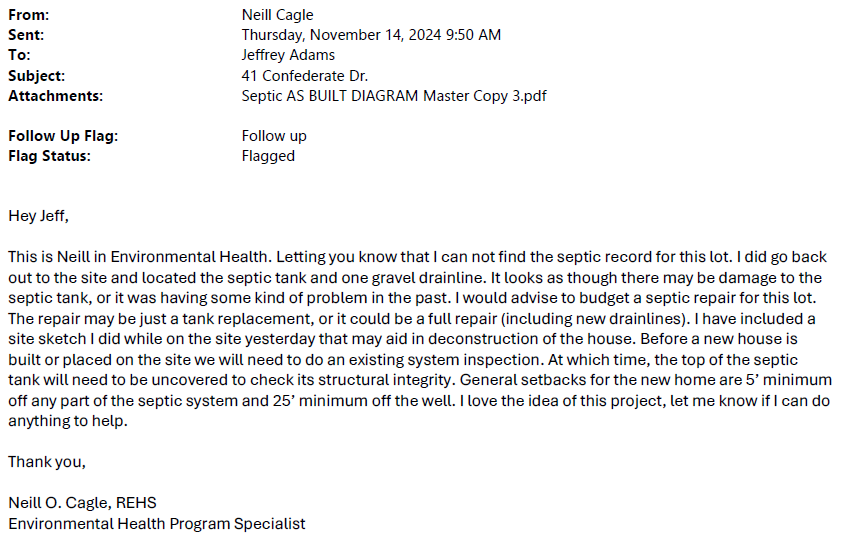 From: Neill Cagle
Sent: Thursday, November 14, 2024 9:50 AM
To: Jeffrey Adams
Subject: 41 Confederate Dr.
Attachments: Septic AS BUILT DIAGRAM Master Copy 3.pdf
Follow Up Flag: Follow up
Flag Status: Flagged
Hey Jeff,
This is Neill in Environmental Health. Letting you know that I can not find the septic record for this lot. I did go back
out to the site and located the septic tank and one gravel drainline. It looks as though there may be damage to the
septic tank, or it was having some kind of problem in the past. I would advise to budget a septic repair for this lot.
The repair may be just a tank replacement, or it could be a full repair (including new drainlines). I have included a
site sketch I did while on the site yesterday that may aid in deconstruction of the house. Before a new house is
built or placed on the site we will need to do an existing system inspection. At which time, the top of the septic
tank will need to be uncovered to check its structural integrity. General setbacks for the new home are 5’ minimum
off any part of the septic system and 25’ minimum off the well. I love the idea of this project, let me know if I can do
anything to help.
Thank you,
Neill O. Cagle, REHS
Environmental Health Program Specialist